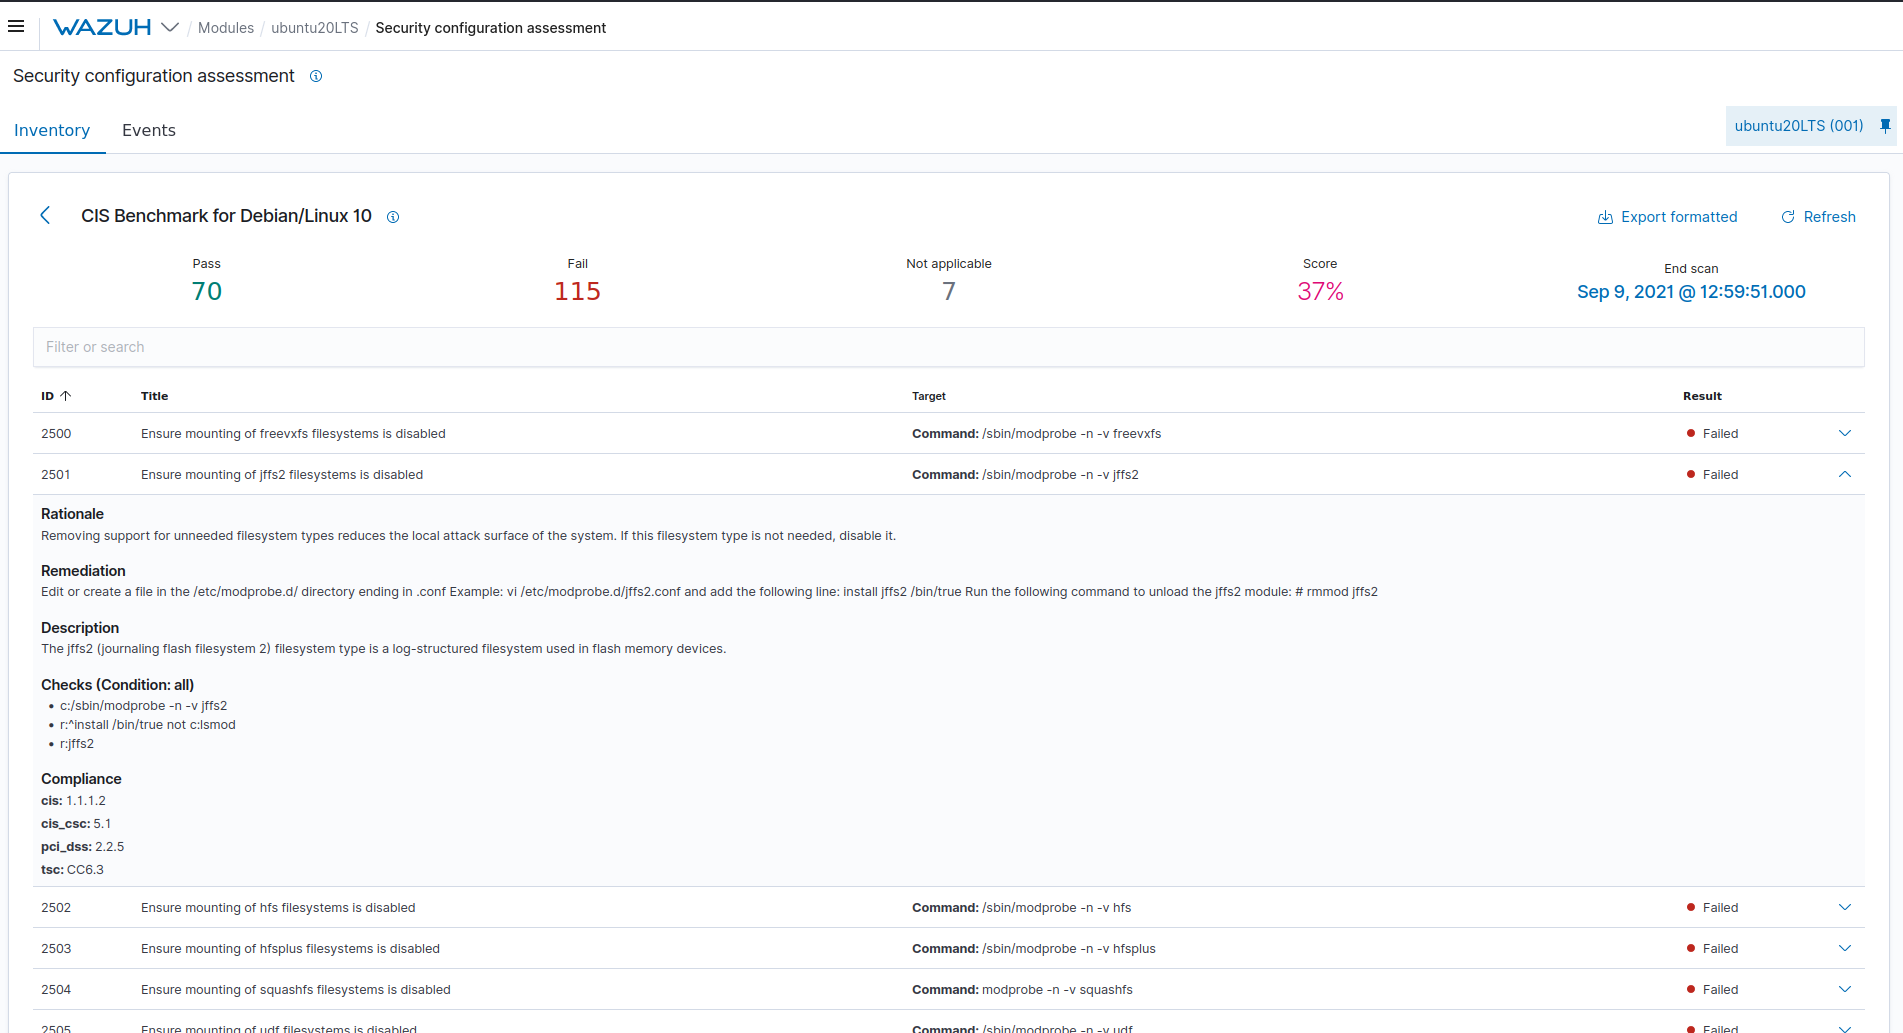 WAZUH / Modules / ubuntu20LTS / Security configuration assessment
Security configuration assessment
Inventory Events
ubuntu20LTS (001)
CIS Benchmark for Debian/Linux 10
Export formatted Refresh
Pass Fail Not applicable Score End scan
70 115 7 37% Sep 9, 2021 @ 12:59:51.000
Filter or search
ID Title Target Result
2500 Ensure mounting of freevxfs filesystems is disabled Command: /sbin/modprobe -n -v freevxfs Failed
2501 Ensure mounting of jffs2 filesystems is disabled Command: /sbin/modprobe -n -v jffs2 Failed
Rationale
Removing support for unneeded filesystem types reduces the local attack surface of the system. If this filesystem type is not needed, disable it.
Remediation
Edit or create a file in the /etc/modprobe.d/ directory ending in .conf Example: vi /etc/modprobe.d/jffs2.conf and add the following line: install jffs2 /bin/true Run the following command to unload the jffs2 module: # rmmod jffs2
Description
The jffs2 (journaling flash filesystem 2) filesystem type is a log-structured filesystem used in flash memory devices.
Checks (Condition: all)
• c:/sbin/modprobe -n -v jffs2
• r:^install /bin/true not c:lsmod
• r:jffs2
Compliance
cis: 1.1.1.2
cis_csc: 5.1
pci_dss: 2.2.5
tsc: CC6.3
2502 Ensure mounting of hfs filesystems is disabled Command: /sbin/modprobe -n -v hfs Failed
2503 Ensure mounting of hfsplus filesystems is disabled Command: /sbin/modprobe -n -v hfsplus Failed
2504 Ensure mounting of squashfs filesystems is disabled Command: modprobe -n -v squashfs Failed
2505 Ensure mounting of udf filesystems is disabled Command: /sbin/modprobe -n -v udf Failed